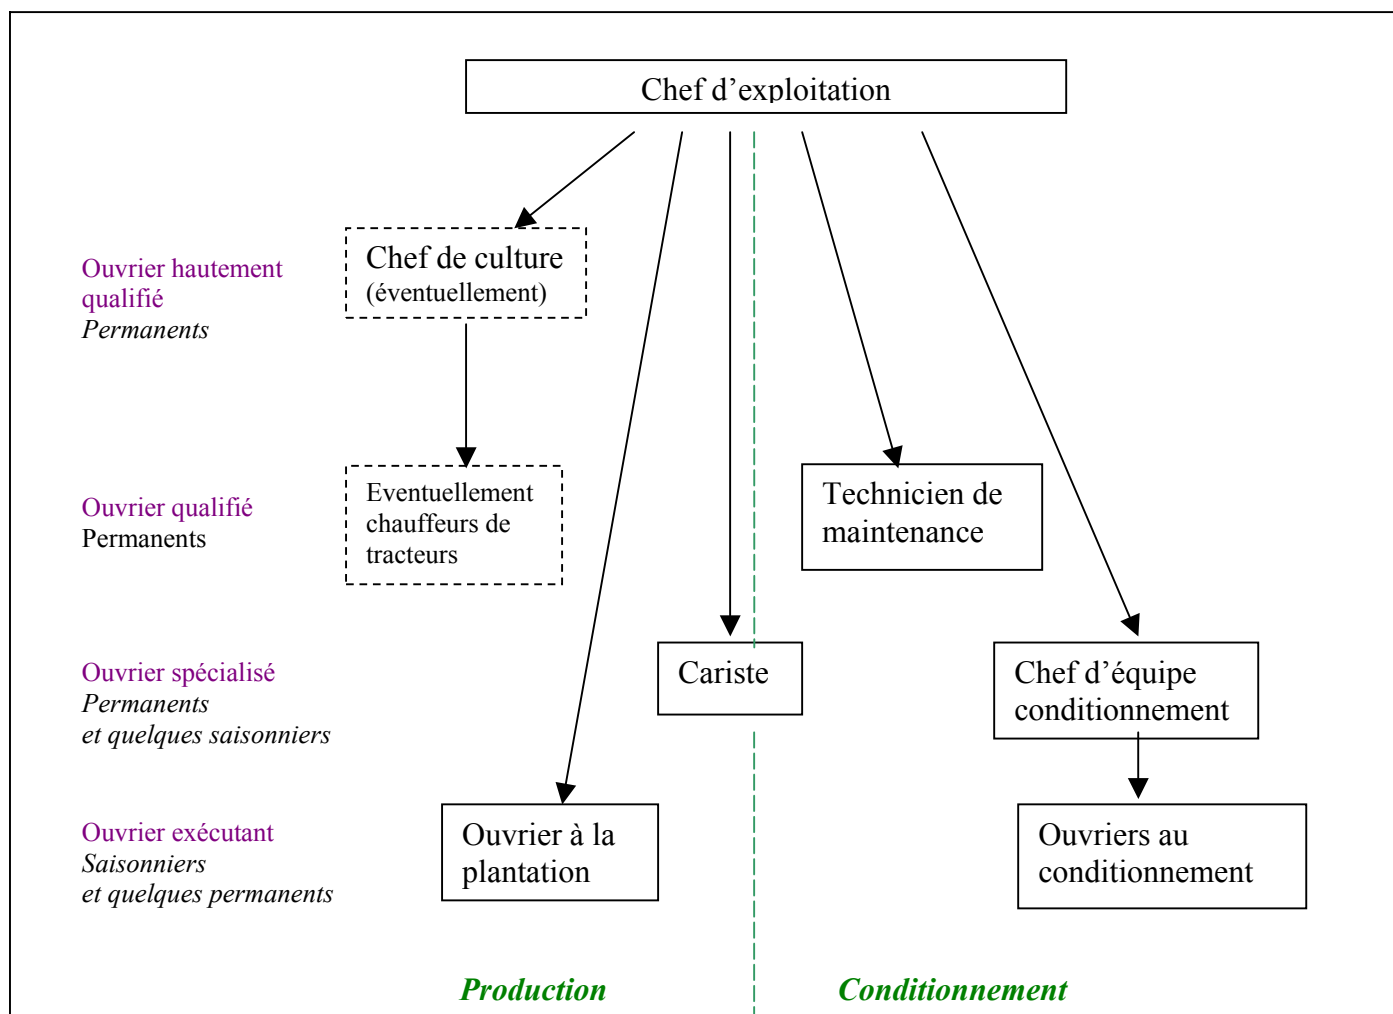 Chef d’exploitation
Ouvrier hautement
qualifié
Permanents
Chef de culture
(éventuellement)
Ouvrier qualifié
Permanents
Eventuellement
chauffeurs de
tracteurs
Technicien de
maintenance
Ouvrier spécialisé
Permanents
et quelques saisonniers
Cariste
Chef d’équipe
conditionnement
Ouvrier exécutant
Saisonniers
et quelques permanents
Ouvrier à la
plantation
Ouvriers au
conditionnement
Production
Conditionnement